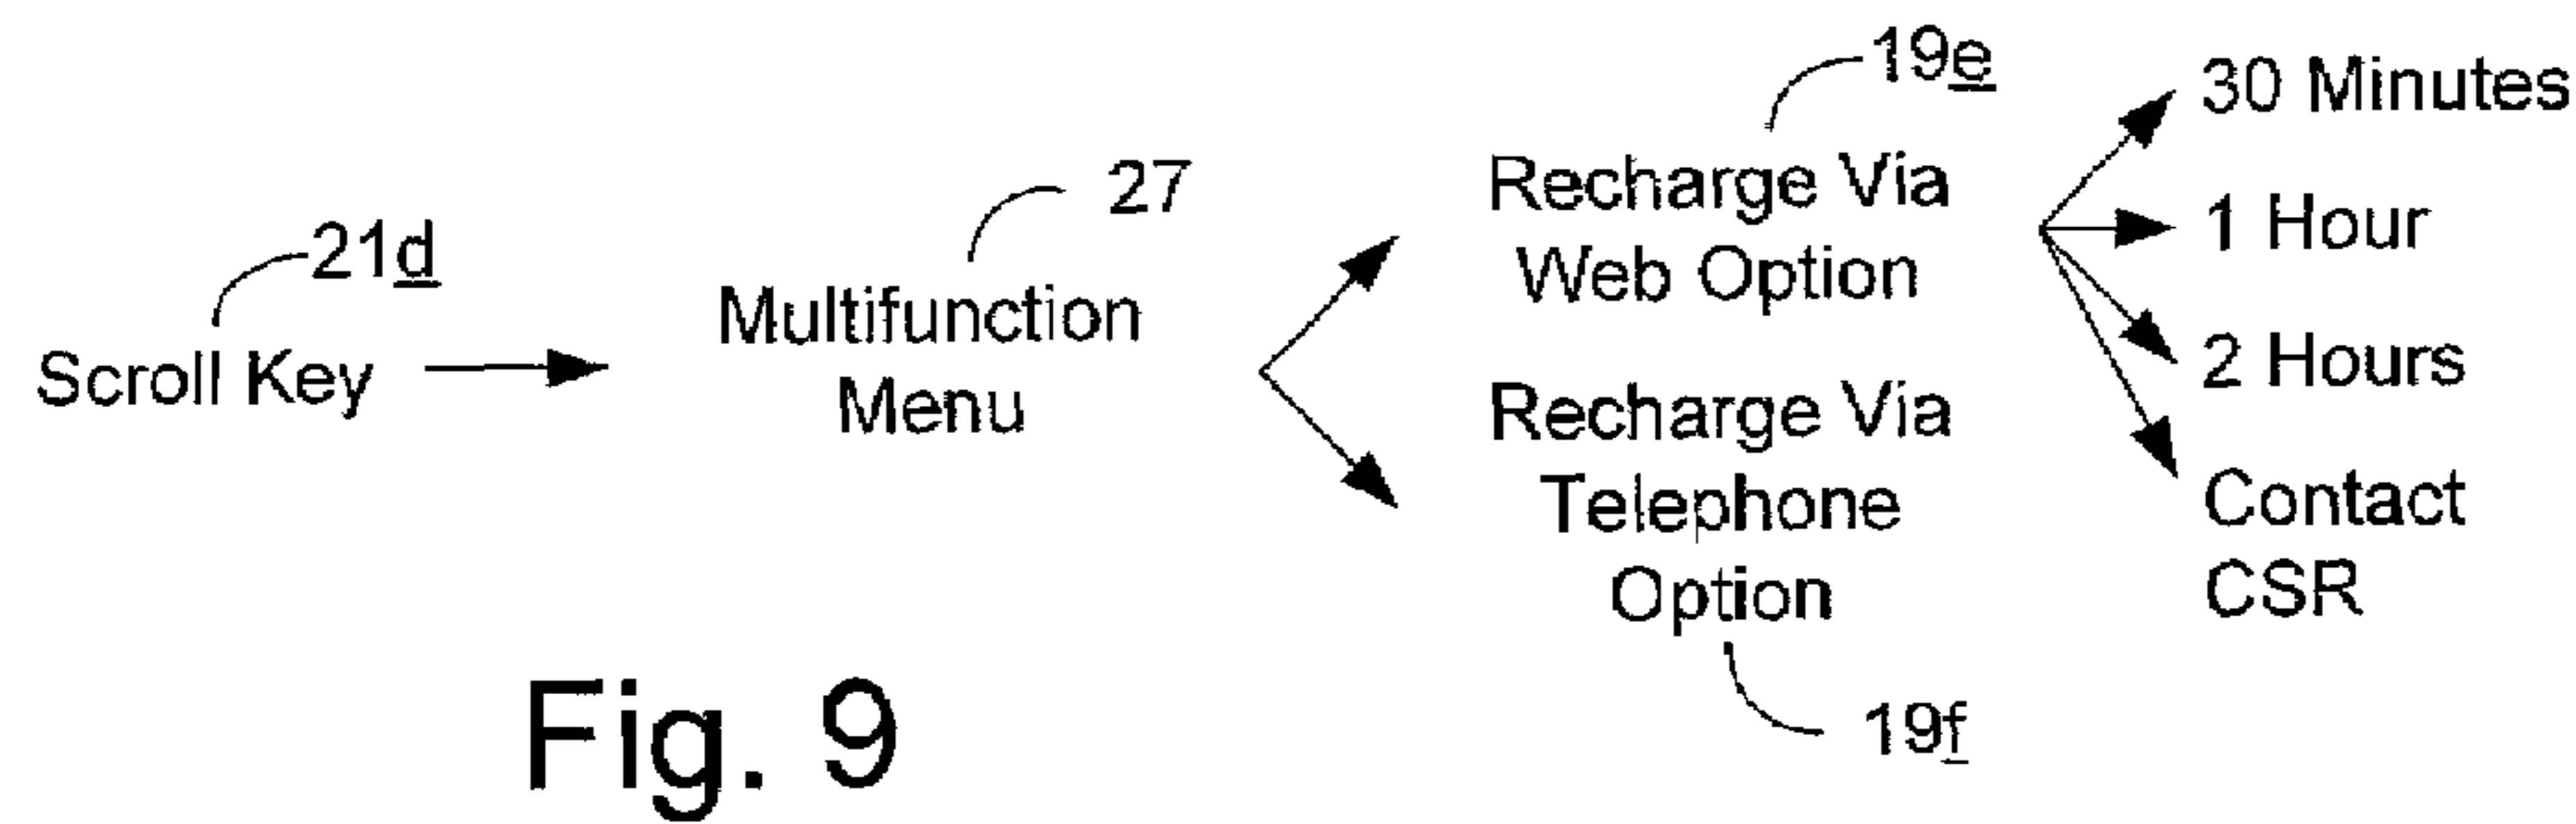 21d
Scroll Key
27
Multifunction
Menu
19e
Recharge Via
Web Option
Recharge Via
Telephone
Option
19f
30 Minutes
1 Hour
2 Hours
Contact
CSR
Fig. 9